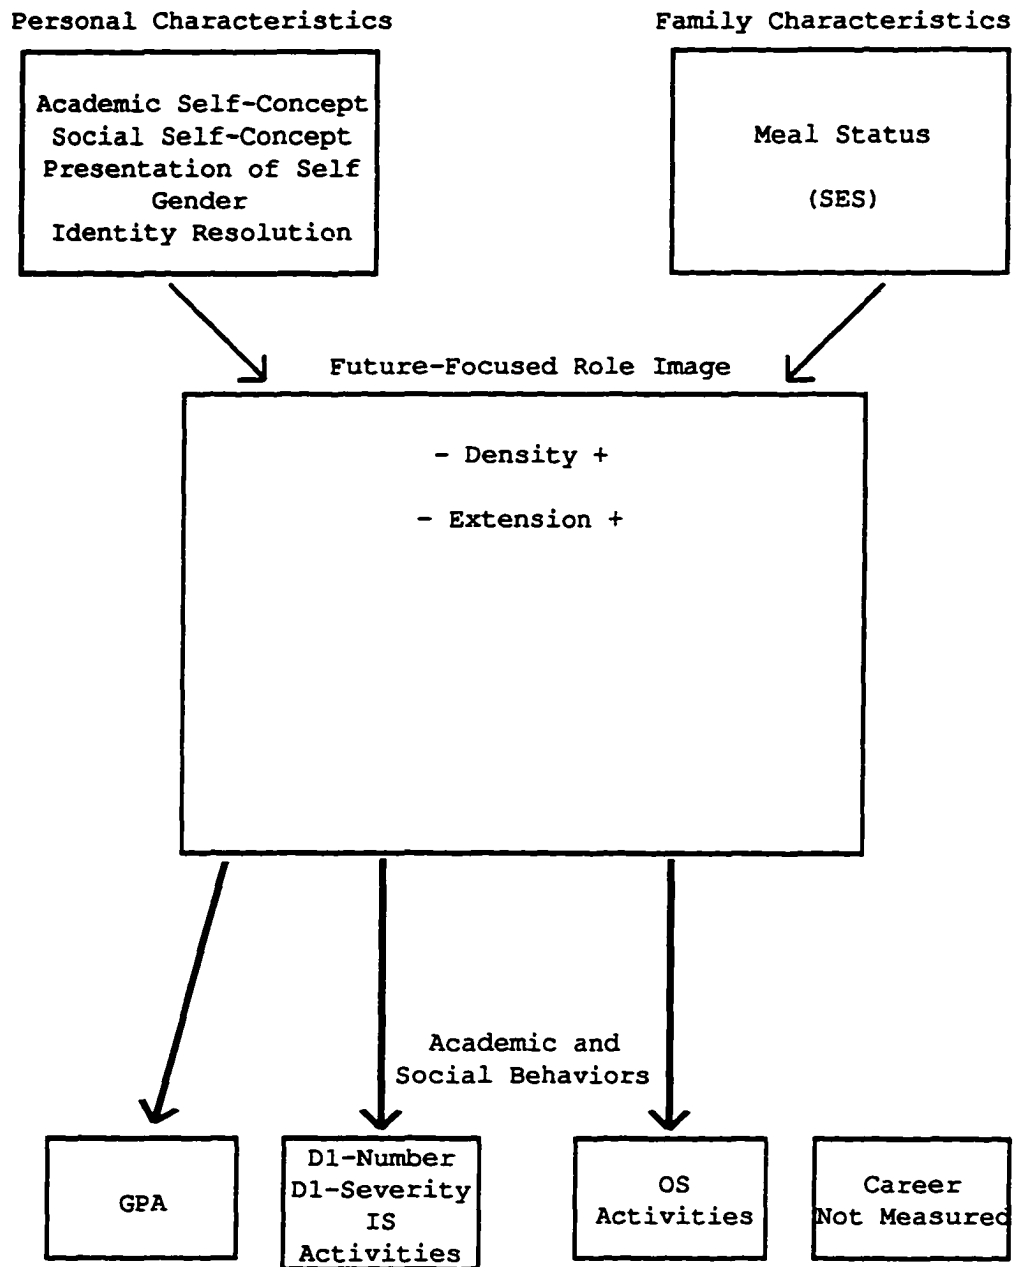 Personal Characteristics
Family Characteristics
Academic Self-Concept
Social Self-Concept
Presentation of Self
Gender
Identity Resolution
Meal Status
(SES)
Future-Focused Role Image
- Density +
- Extension +
Academic and
Social Behaviors
GPA
D1-Number
D1-Severity
IS
Activities
OS
Activities
Career
Not Measured